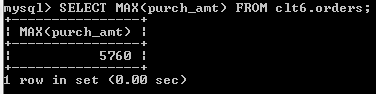 mysql> SELECT MAX(purch_amt) FROM clt6.orders;
+----------------+
| MAX(purch_amt) |
+----------------+
|           5760 |
+----------------+
1 row in set (0.00 sec)